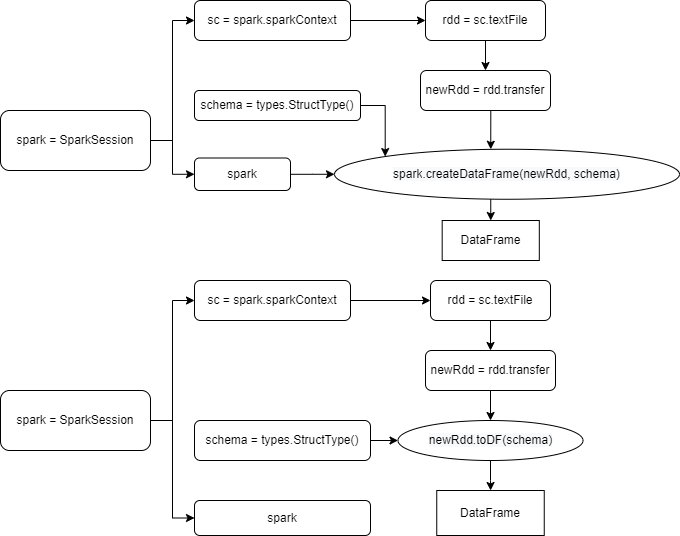 sc = spark.sparkContext
rdd = sc.textFile
newRdd = rdd.transfer
schema = types.StructType()
spark = SparkSession
spark
spark.createDataFrame(newRdd, schema)
DataFrame
sc = spark.sparkContext
rdd = sc.textFile
newRdd = rdd.transfer
spark = SparkSession
schema = types.StructType()
newRdd.toDF(schema)
spark
DataFrame